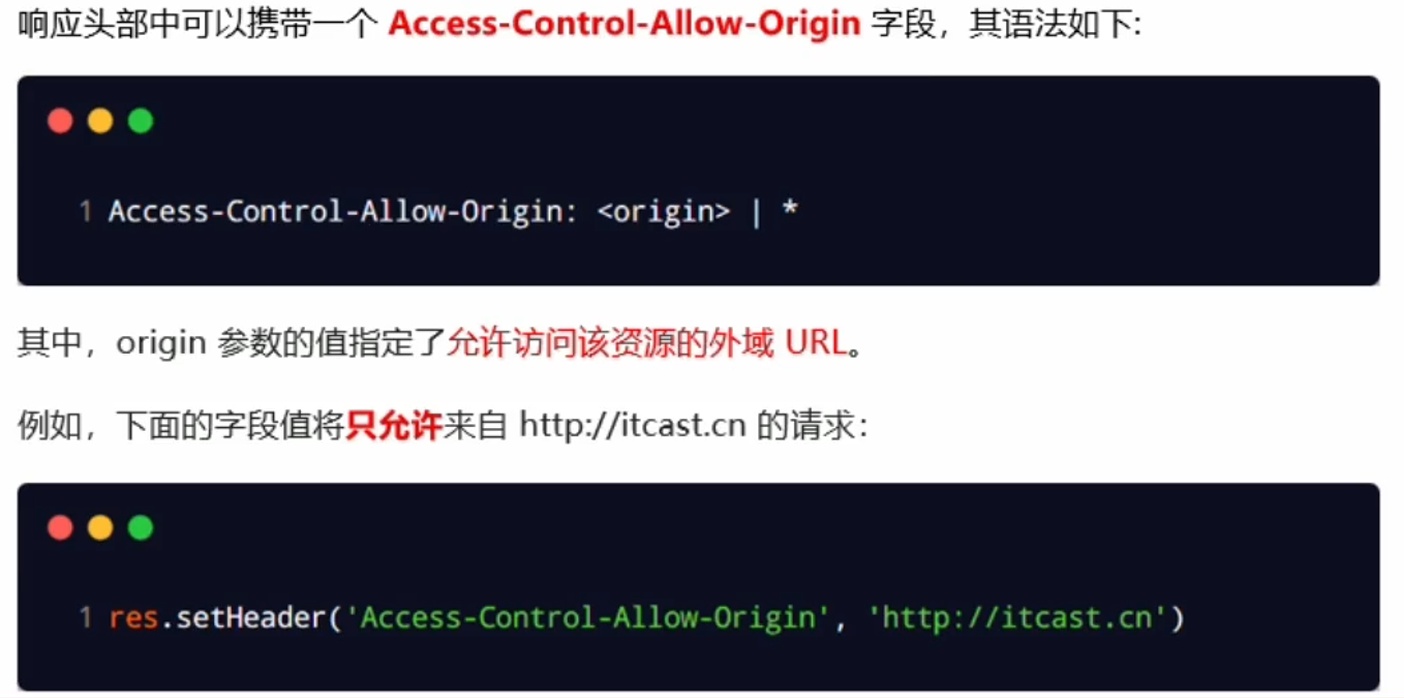 响应头部中可以携带一个 Access-Control-Allow-Origin 字段，其语法如下:
1 Access-Control-Allow-Origin: <origin> | *
其中，origin 参数的值指定了允许访问该资源的外域 URL。
例如，下面的字段值将只允许来自 http://itcast.cn 的请求：
1 res.setHeader('Access-Control-Allow-Origin', 'http://itcast.cn')